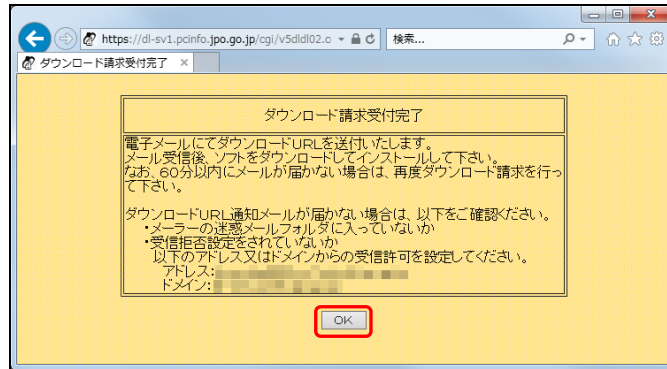 https://dl-sv1.pcinfo.jpo.go.jp/cgi/v5dldl02.c
検索...
ダウンロード請求受付完了
ダウンロード請求受付完了
電子メールにてダウンロードURLを送付いたします。
メール受信後、ソフトをダウンロードしてインストールして下さい。
なお、60分以内にメールが届かない場合は、再度ダウンロード請求を行っ
て下さい。
ダウンロードURL通知メールが届かない場合は、以下をご確認ください。
・メーラーの迷惑メールフォルダに入っていないか
・受信拒否設定をされていないか
以下のアドレス又はドメインからの受信許可を設定してください。
アドレス:
ドメイン:
OK